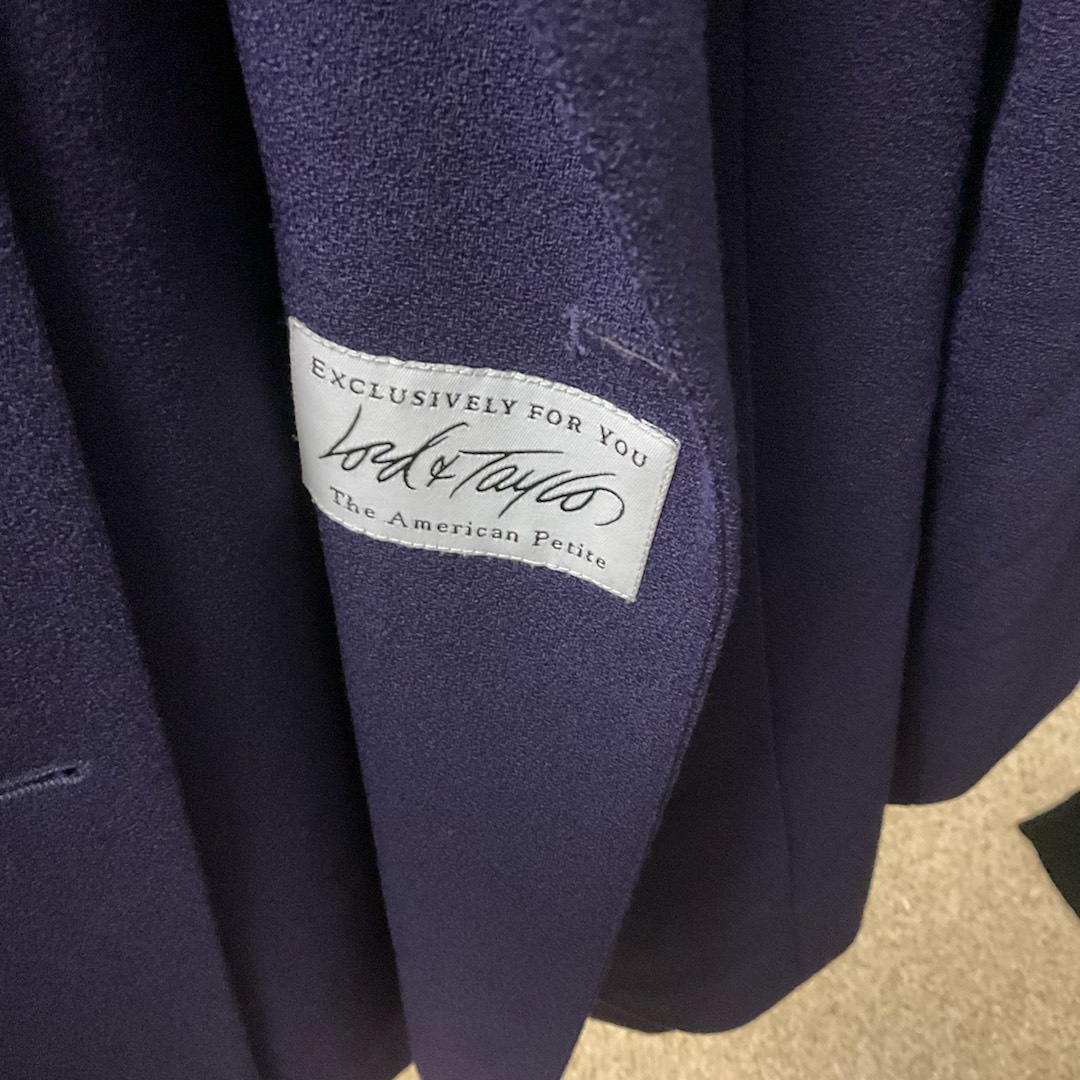 EXCLUSIVELY FOR YOU
Lord & Taylor
The American Petite